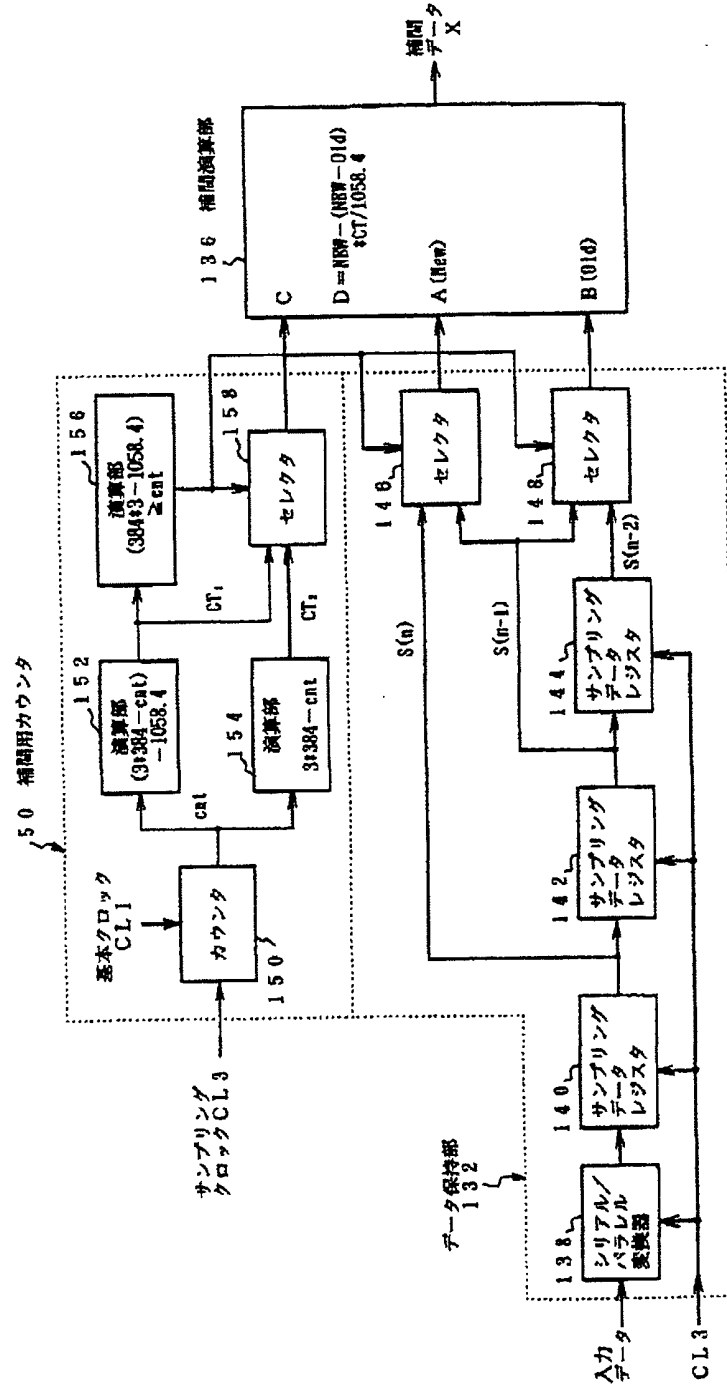 50 補間用カウンタ
基本クロック
CL1
サンプリング
クロックCL3
カウンタ
150
cnt
152
演算部
(3*384-cnt)
-1058.4
154
演算部
3*384-cnt
CT₁
156
演算部
(384*3-1058.4)
≧cnt
158
セレクタ
136 補間演算部
C
D=NEW-(NEW-Old)
*CT/1058.4
A(New)
B(Old)
補間
データ
X
データ保持部
132
入力
データ
CL3
138
シリアル/
パラレル
変換器
140
サンプリング
データ
レジスタ
142
サンプリング
データ
レジスタ
144
サンプリング
データ
レジスタ
S(n)
S(n-1)
S(n-2)
146
セレクタ
148
セレクタ